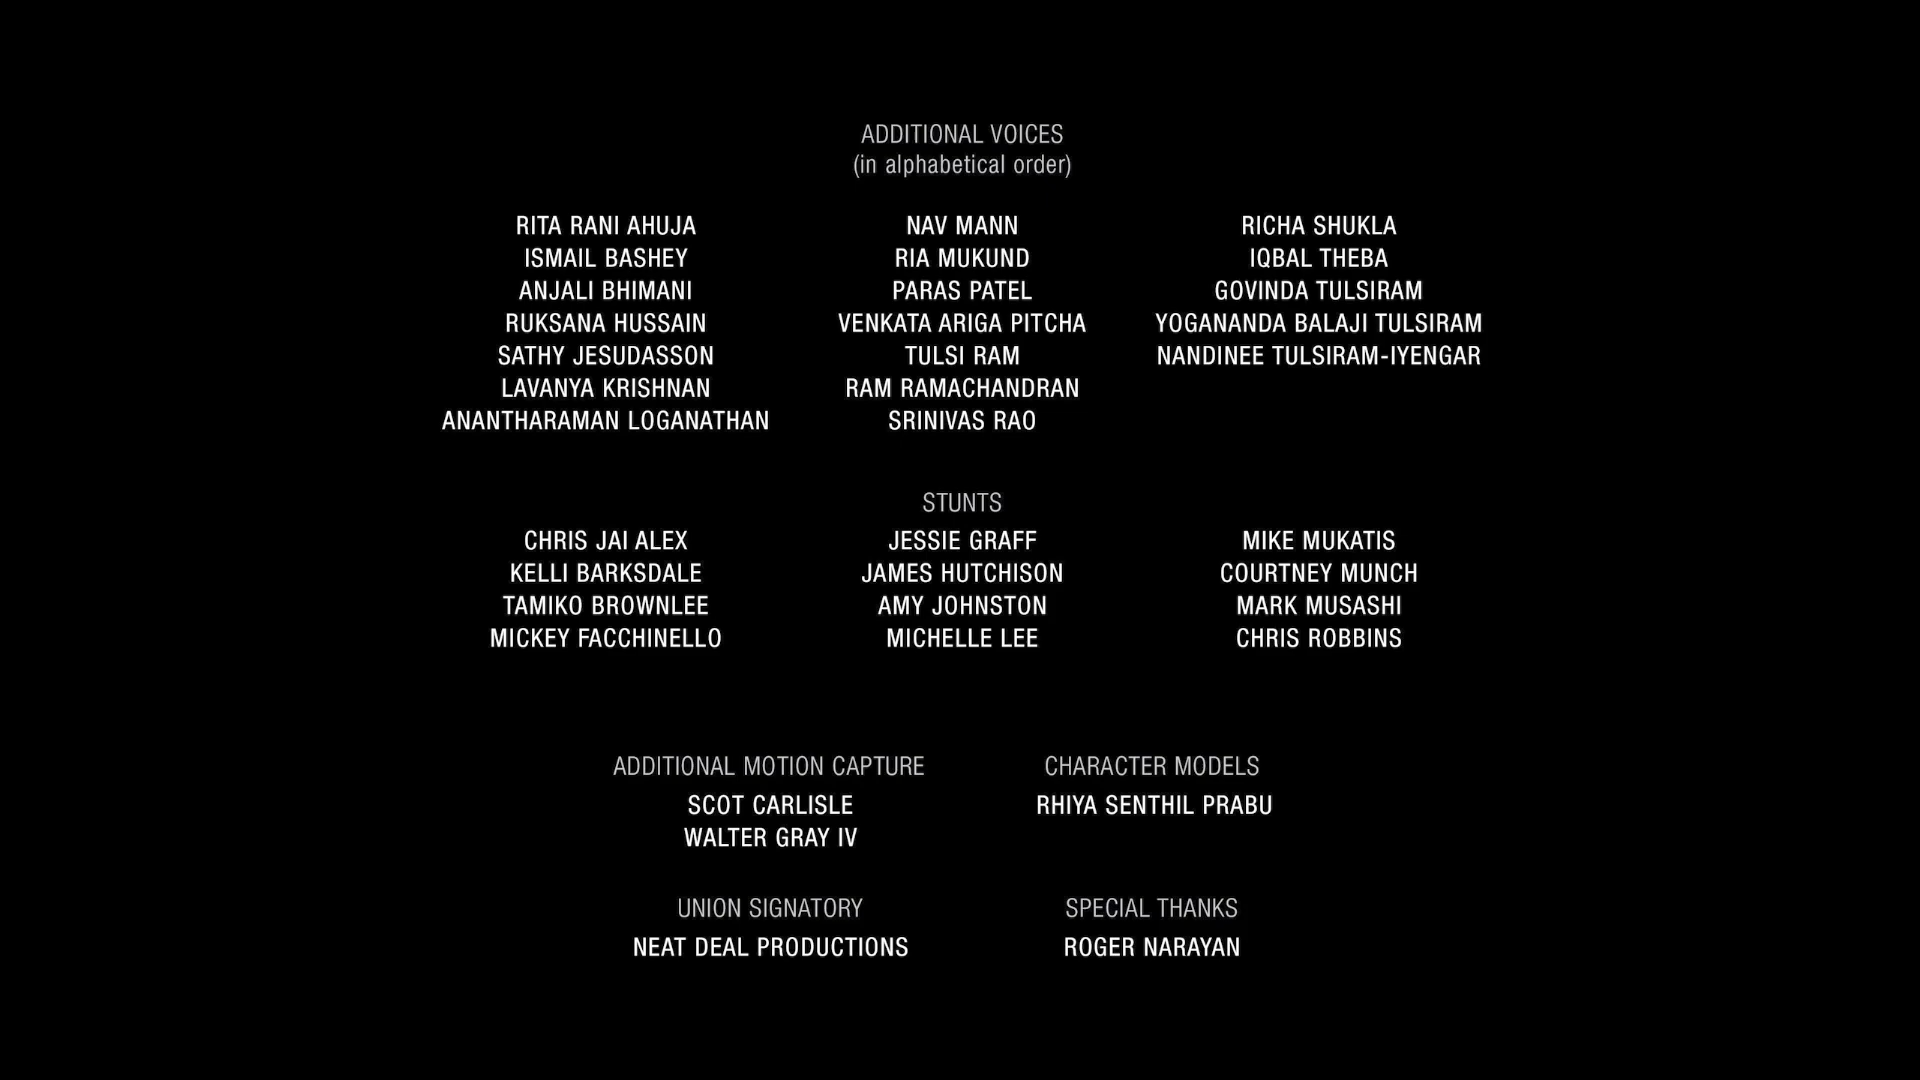 ADDITIONAL VOICES
(in alphabetical order)
RITA RANI AHUJA
ISMAIL BASHEY
ANJALI BHIMANI
RUKSANA HUSSAIN
SATHY JESUDASSON
LAVANYA KRISHNAN
ANANTHARAMAN LOGANATHAN
NAV MANN
RIA MUKUND
PARAS PATEL
VENKATA ARIGA PITCHA
TULSI RAM
RAM RAMACHANDRAN
SRINIVAS RAO
RICHA SHUKLA
IQBAL THEBA
GOVINDA TULSIRAM
YOGANANDA BALAJI TULSIRAM
NANDINEE TULSIRAM-IYENGAR
STUNTS
CHRIS JAI ALEX
KELLI BARKSDALE
TAMIKO BROWNLEE
MICKEY FACCHINELLO
JESSIE GRAFF
JAMES HUTCHISON
AMY JOHNSTON
MICHELLE LEE
MIKE MUKATIS
COURTNEY MUNCH
MARK MUSASHI
CHRIS ROBBINS
ADDITIONAL MOTION CAPTURE
SCOT CARLISLE
WALTER GRAY IV
CHARACTER MODELS
RHIYA SENTHIL PRABU
UNION SIGNATORY
NEAT DEAL PRODUCTIONS
SPECIAL THANKS
ROGER NARAYAN